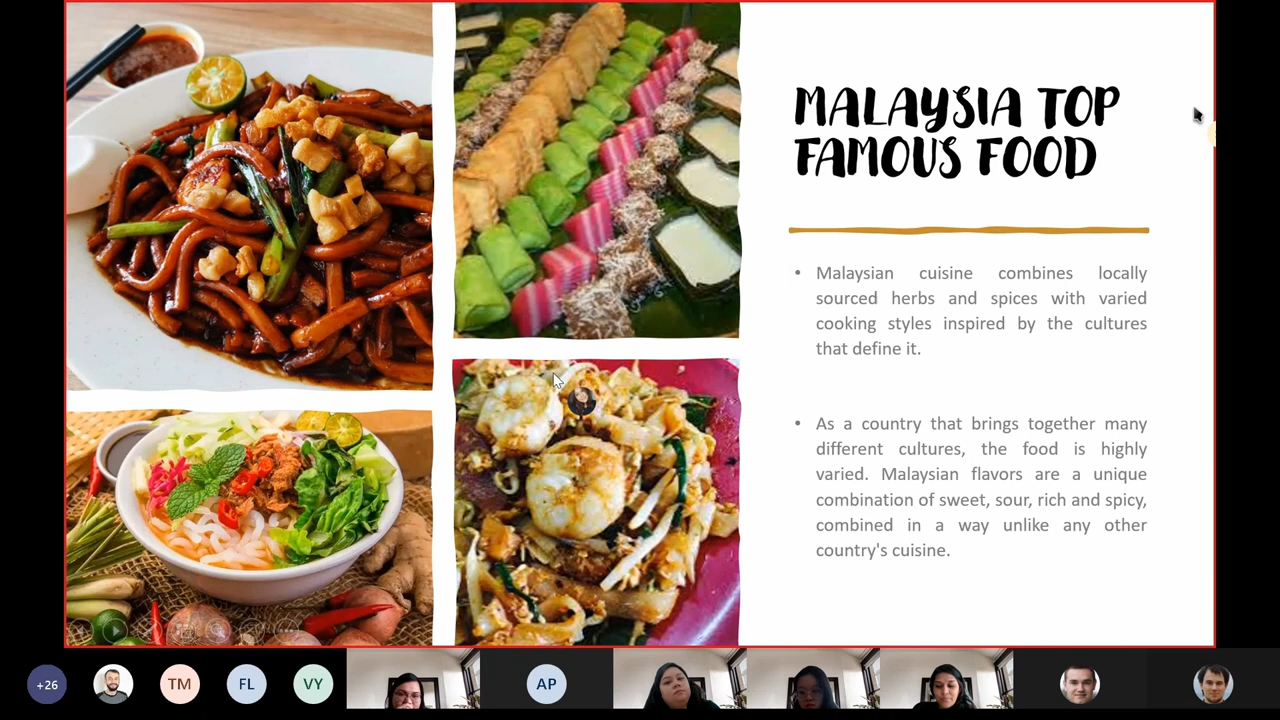 MALAYSIA TOP
FAMOUS FOOD
• Malaysian cuisine combines locally
sourced herbs and spices with varied
cooking styles inspired by the cultures
that define it.
• As a country that brings together many
different cultures, the food is highly
varied. Malaysian flavors are a unique
combination of sweet, sour, rich and spicy,
combined in a way unlike any other
country's cuisine.
+26
TM
FL
VY
AP